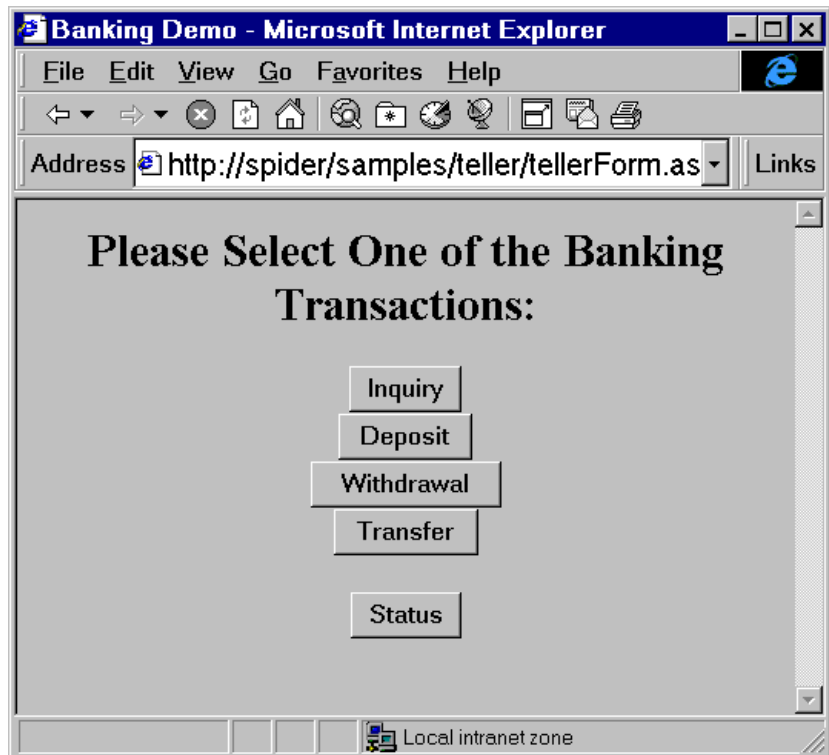 Banking Demo - Microsoft Internet Explorer
File Edit View Go Favorites Help
Address http://spider/samples/teller/tellerForm.as Links
Please Select One of the Banking
Transactions:
Inquiry
Deposit
Withdrawal
Transfer
Status
Local intranet zone